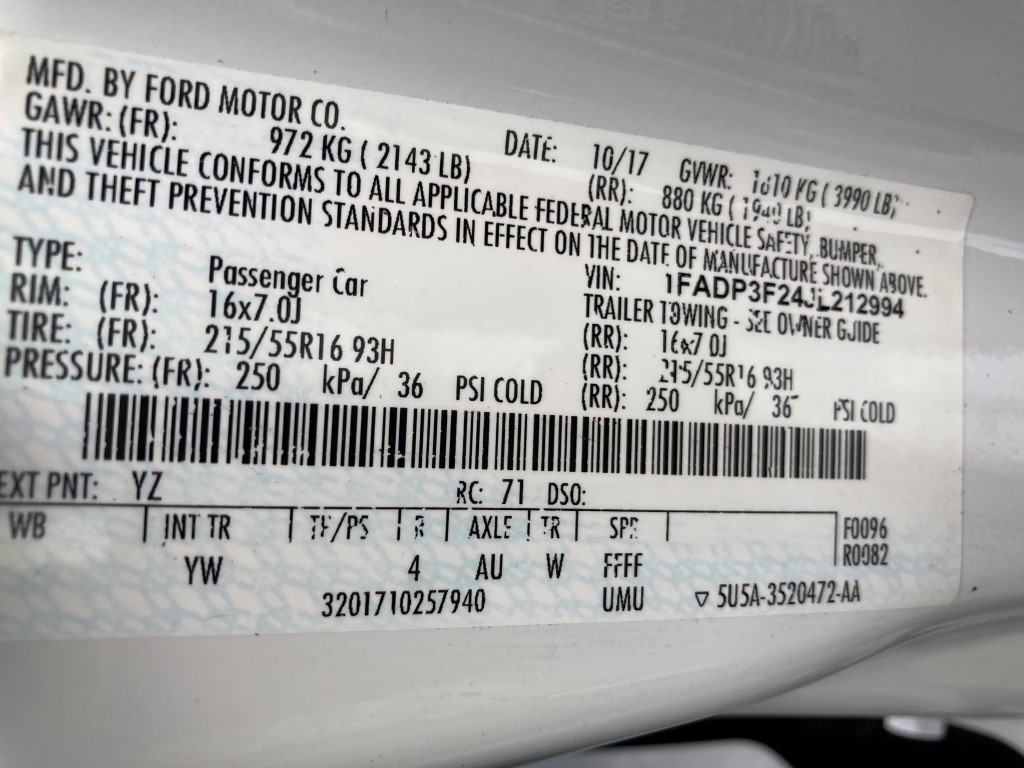 MFD. BY FORD MOTOR CO.
DATE: 10/17 GVWR: 1810 KG ( 3990 LB)
GAWR: (FR): 972 KG ( 2143 LB) (RR): 880 KG ( 1940 LB)
THIS VEHICLE CONFORMS TO ALL APPLICABLE FEDERAL MOTOR VEHICLE SAFETY, BUMPER,
AND THEFT PREVENTION STANDARDS IN EFFECT ON THE DATE OF MANUFACTURE SHOWN ABOVE.
VIN: 1FADP3F24JL212994
TYPE: Passenger Car TRAILER TOWING - SEE OWNER GUIDE
RIM: (FR): 16x7.0J (RR): 16x7.0J
TIRE: (FR): 215/55R16 93H (RR): 215/55R16 93H
PRESSURE: (FR): 250 kPa/ 36 PSI COLD (RR): 250 kPa/ 36 PSI COLD
EXT PNT: YZ RC: 71 DSO:
WB INT TR TP/PS R AXLE TR SPR F0096
YW 4 AU W FFFF R0082
3201710257940 UMU ▽ 5U5A-3520472-AA